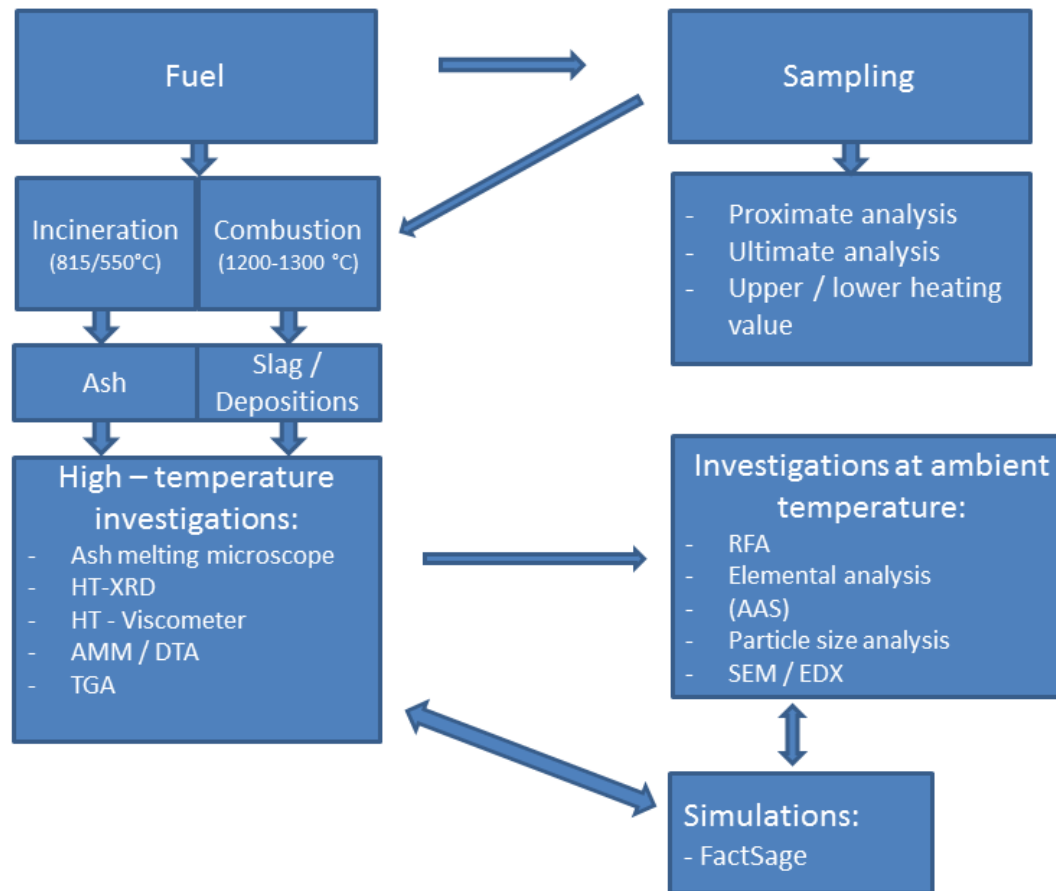 Fuel
Sampling
Incineration
(815/550°C)
Combustion
(1200-1300 °C)
- Proximate analysis
- Ultimate analysis
- Upper / lower heating
value
Ash
Slag /
Depositions
High – temperature
investigations:
- Ash melting microscope
- HT-XRD
- HT - Viscometer
- AMM / DTA
- TGA
Investigations at ambient
temperature:
- RFA
- Elemental analysis
- (AAS)
- Particle size analysis
- SEM / EDX
Simulations:
- FactSage